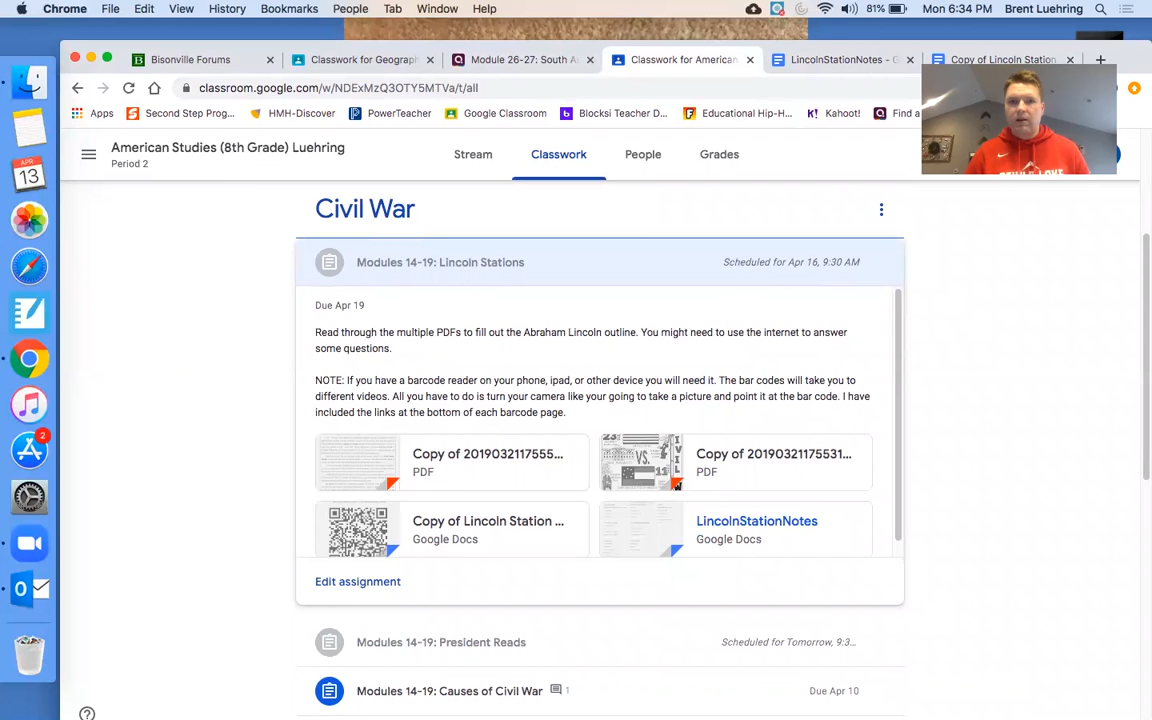 Chrome File Edit View History Bookmarks People Tab Window Help 81% Mon 6:34 PM Brent Luehring
Bisonville Forums Classwork for Geograp Module 26-27: South A Classwork for American LincolnStationNotes - G Copy of Lincoln Station
classroom.google.com/w/NDExMzQ3OTY5MTVa/t/all
Apps Second Step Prog... HMH-Discover PowerTeacher Google Classroom Blocksi Teacher D... Educational Hip-H... Kahoot! Find a
American Studies (8th Grade) Luehring
Period 2
Stream Classwork People Grades
APR
13
Civil War
Modules 14-19: Lincoln Stations Scheduled for Apr 16, 9:30 AM
Due Apr 19
Read through the multiple PDFs to fill out the Abraham Lincoln outline. You might need to use the internet to answer
some questions.
NOTE: If you have a barcode reader on your phone, ipad, or other device you will need it. The bar codes will take you to
different videos. All you have to do is turn your camera like your going to take a picture and point it at the bar code. I have
included the links at the bottom of each barcode page.
Copy of 2019032117555... Copy of 20190321175531...
PDF PDF
VS.
2
Copy of Lincoln Station ... LincolnStationNotes
Google Docs Google Docs
Edit assignment
Modules 14-19: President Reads Scheduled for Tomorrow, 9:3...
Modules 14-19: Causes of Civil War 1 Due Apr 10